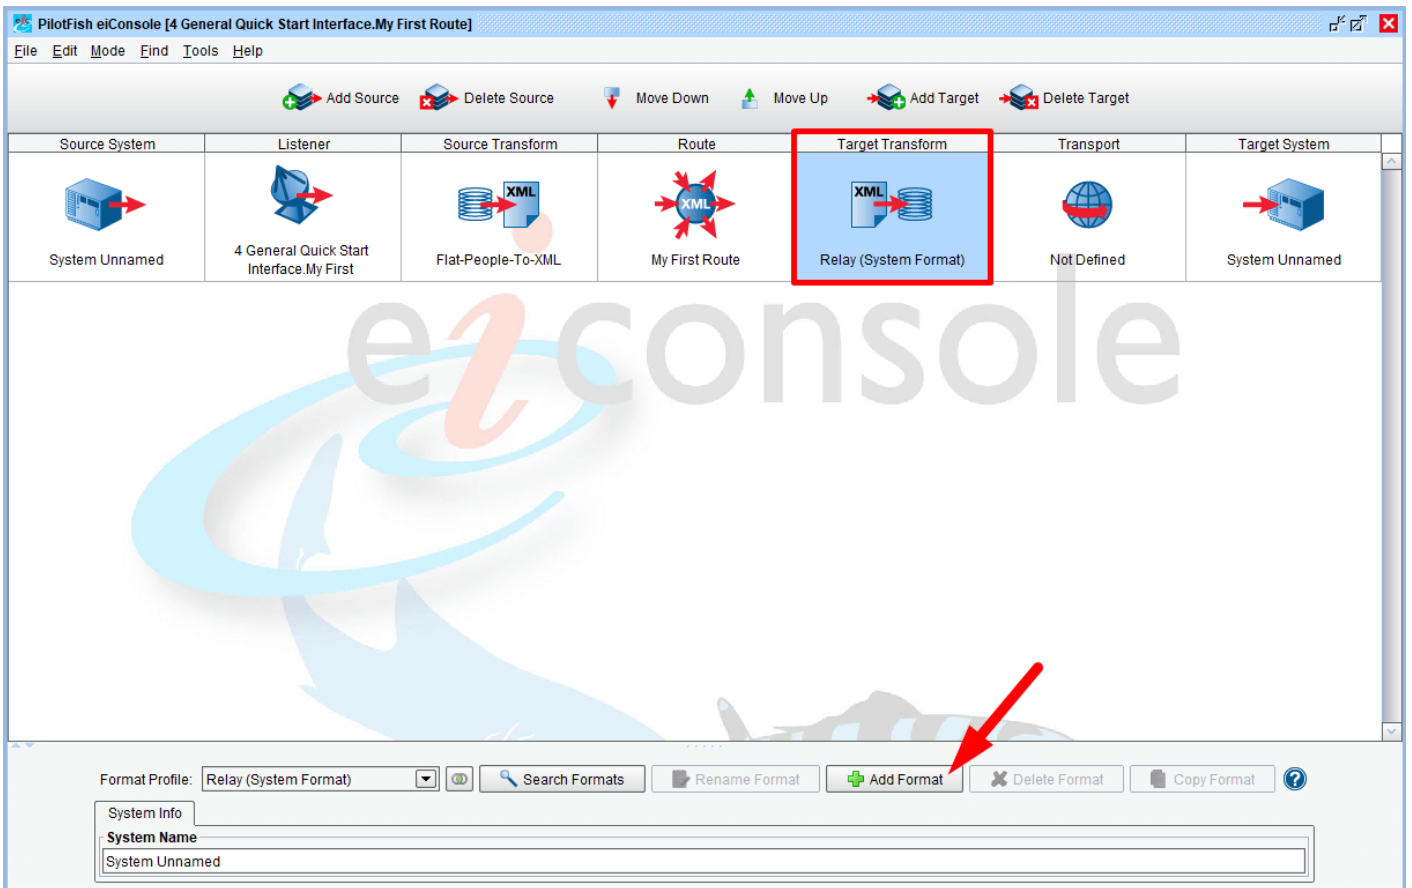 PilotFish eiConsole [4 General Quick Start Interface.My First Route]
File Edit Mode Find Tools Help
Add Source Delete Source Move Down Move Up Add Target Delete Target
Source System Listener Source Transform Route Target Transform Transport Target System
XML XML XML
System Unnamed 4 General Quick Start Flat-People-To-XML My First Route Relay (System Format) Not Defined System Unnamed
Interface.My First
eiconsole
Format Profile: Relay (System Format) Search Formats Rename Format Add Format Delete Format Copy Format ?
System Info
System Name
System Unnamed